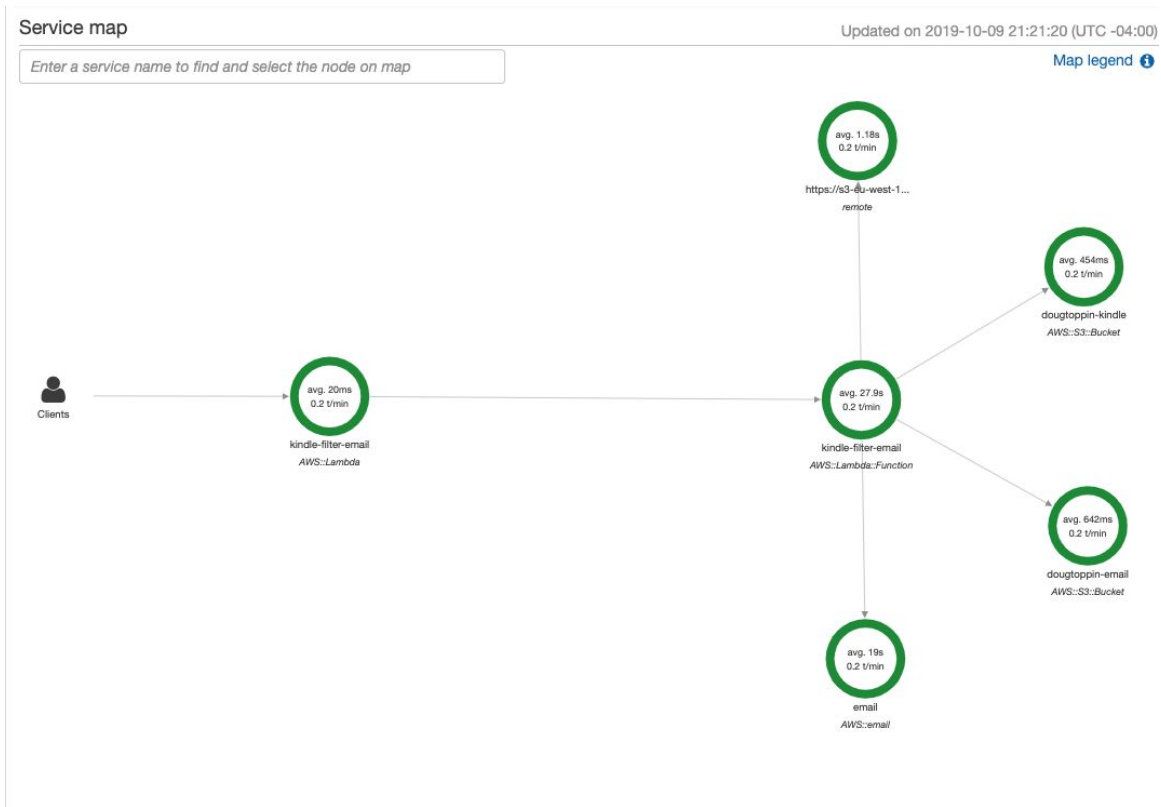 Service map
Updated on 2019-10-09 21:21:20 (UTC -04:00)
Enter a service name to find and select the node on map
Map legend
avg. 1.18s
0.2 t/min
https://s3-eu-west-1...
remote
avg. 454ms
0.2 t/min
dougtoppin-kindle
AWS::S3::Bucket
Clients
avg. 20ms
0.2 t/min
kindle-filter-email
AWS::Lambda
avg. 27.9s
0.2 t/min
kindle-filter-email
AWS::Lambda::Function
avg. 642ms
0.2 t/min
dougtoppin-email
AWS::S3::Bucket
avg. 19s
0.2 t/min
email
AWS::email